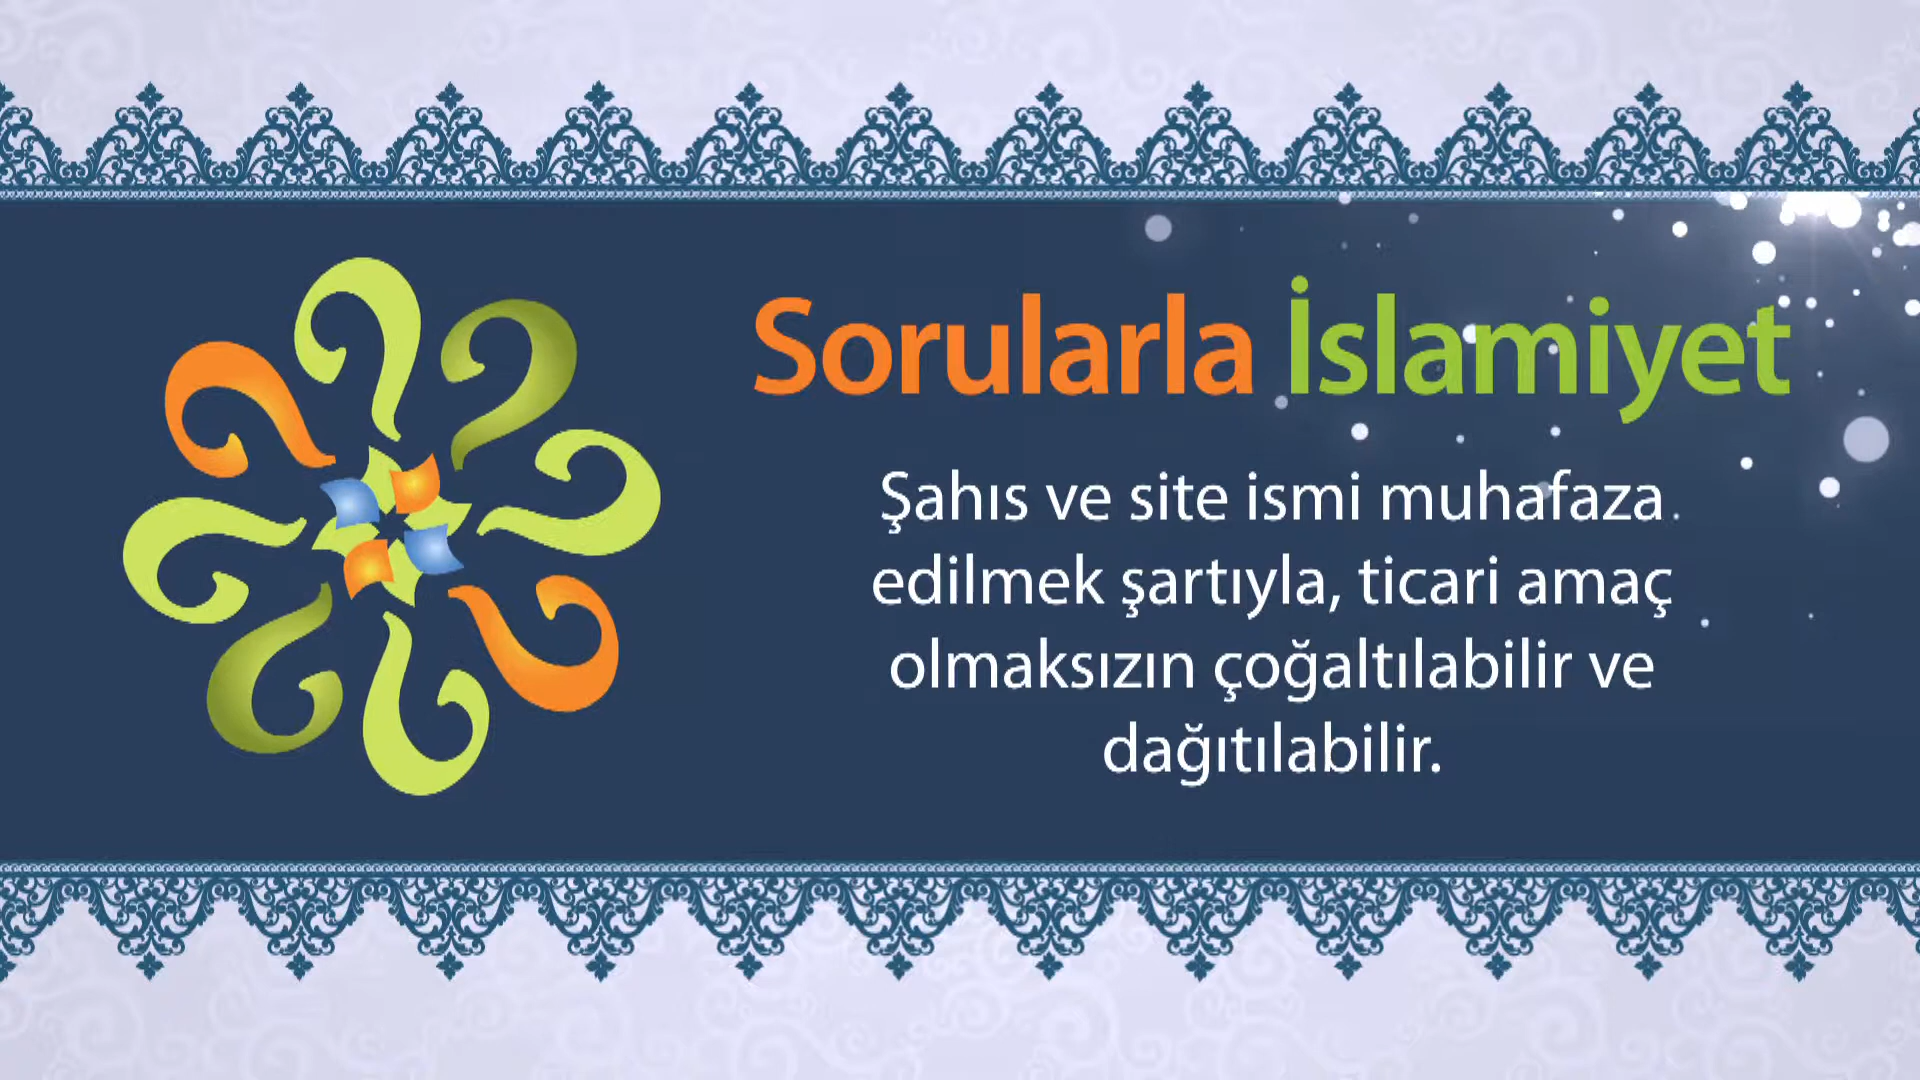 Sorularla İslamiyet
Şahıs ve site ismi muhafaza
edilmek şartıyla, ticari amaç
olmaksızın çoğaltılabilir ve
dağıtılabilir.